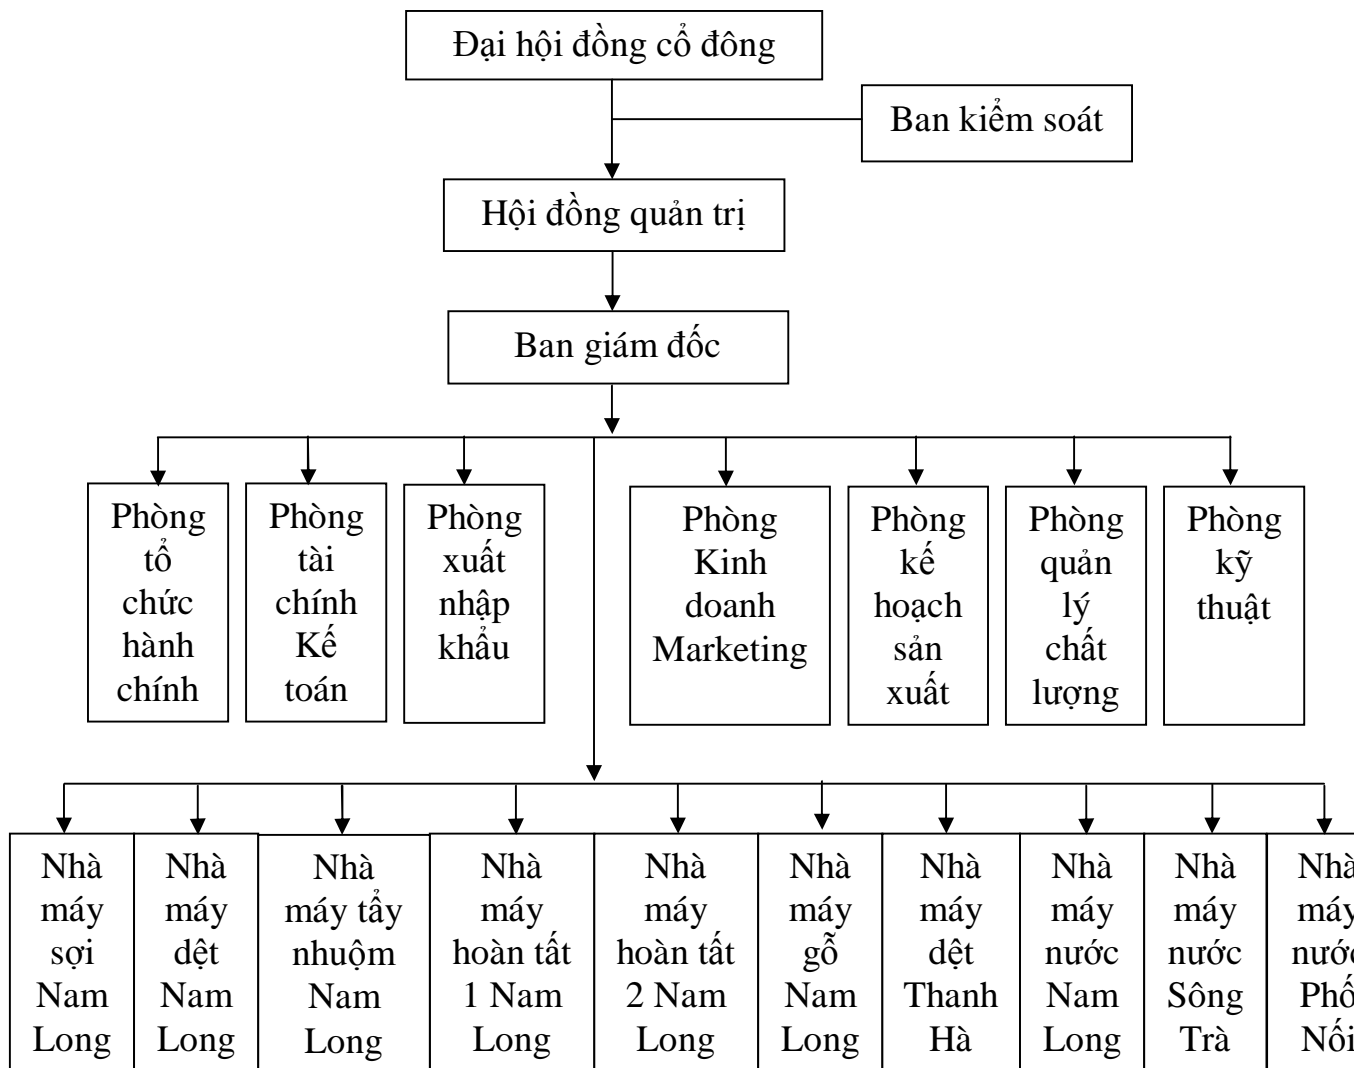 Đại hội đồng cổ đông
Ban kiểm soát
Hội đồng quản trị
Ban giám đốc
Phòng
tổ
chức
hành
chính
Phòng
tài
chính
Kế
toán
Phòng
xuất
nhập
khẩu
Phòng
Kinh
doanh
Marketing
Phòng
kế
hoạch
sản
xuất
Phòng
quản
lý
chất
lượng
Phòng
kỹ
thuật
Nhà
máy
sợi
Nam
Long
Nhà
máy
dệt
Nam
Long
Nhà
máy tẩy
nhuộm
Nam
Long
Nhà
máy
hoàn tất
1 Nam
Long
Nhà
máy
hoàn tất
2 Nam
Long
Nhà
máy
gỗ
Nam
Long
Nhà
máy
dệt
Thanh
Hà
Nhà
máy
nước
Nam
Long
Nhà
máy
nước
Sông
Trà
Nhà
máy
nước
Phố
Nối